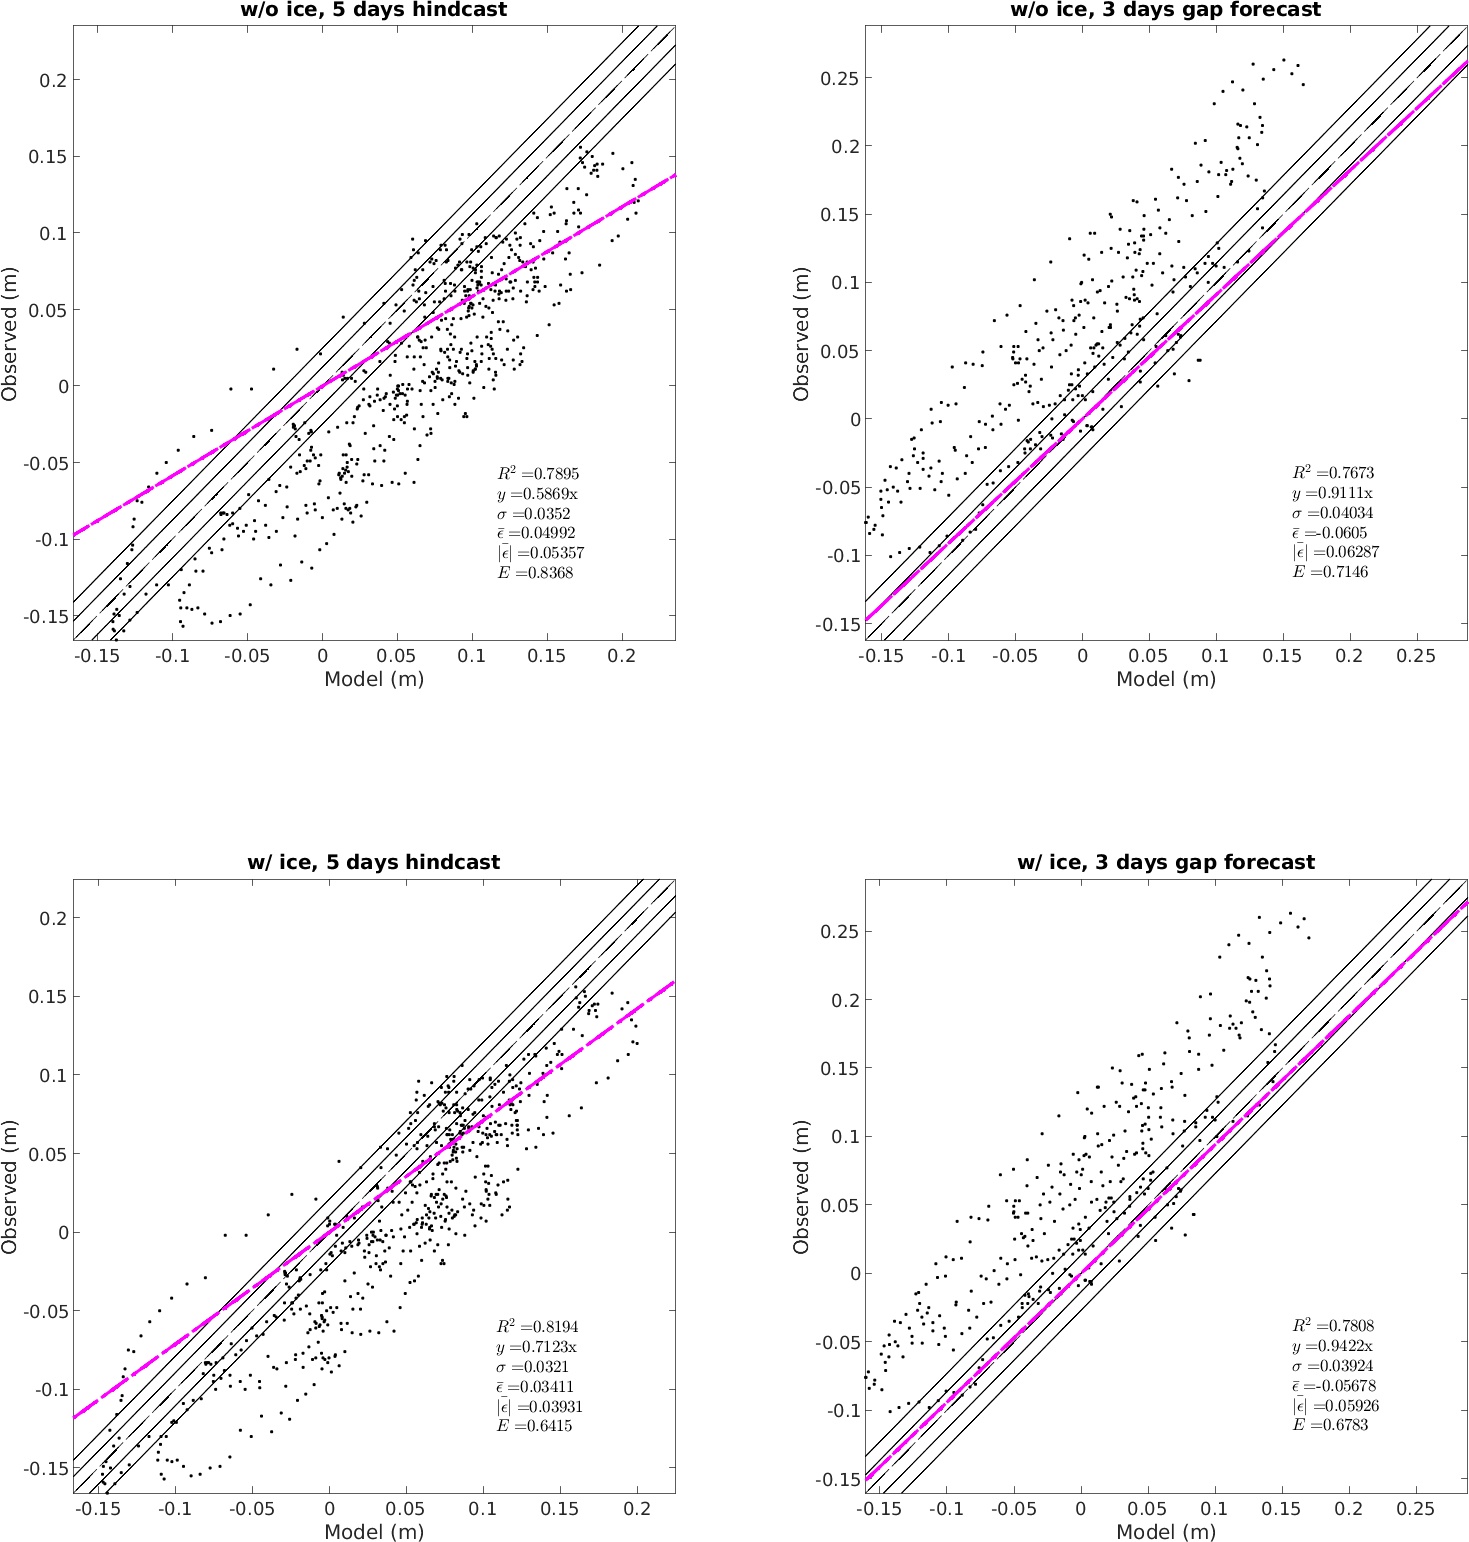 w/o ice, 5 days hindcast
0.2
0.15
0.1
0.05
0
-0.05
-0.1
-0.15
Observed (m)
R² =0.7895
y =0.5869x
σ =0.0352
ε̄ =0.04992
|ε̄| =0.05357
E =0.8368
-0.15 -0.1 -0.05 0 0.05 0.1 0.15 0.2
Model (m)
w/o ice, 3 days gap forecast
0.25
0.2
0.15
0.1
0.05
0
-0.05
-0.1
-0.15
Observed (m)
R² =0.7673
y =0.9111x
σ =0.04034
ε̄ =-0.0605
|ε̄| =0.06287
E =0.7146
-0.15 -0.1 -0.05 0 0.05 0.1 0.15 0.2 0.25
Model (m)
w/ ice, 5 days hindcast
0.2
0.15
0.1
0.05
0
-0.05
-0.1
-0.15
Observed (m)
R² =0.8194
y =0.7123x
σ =0.0321
ε̄ =0.03411
|ε̄| =0.03931
E =0.6415
-0.15 -0.1 -0.05 0 0.05 0.1 0.15 0.2
Model (m)
w/ ice, 3 days gap forecast
0.25
0.2
0.15
0.1
0.05
0
-0.05
-0.1
-0.15
Observed (m)
R² =0.7808
y =0.9422x
σ =0.03924
ε̄ =-0.05678
|ε̄| =0.05926
E =0.6783
-0.15 -0.1 -0.05 0 0.05 0.1 0.15 0.2 0.25
Model (m)